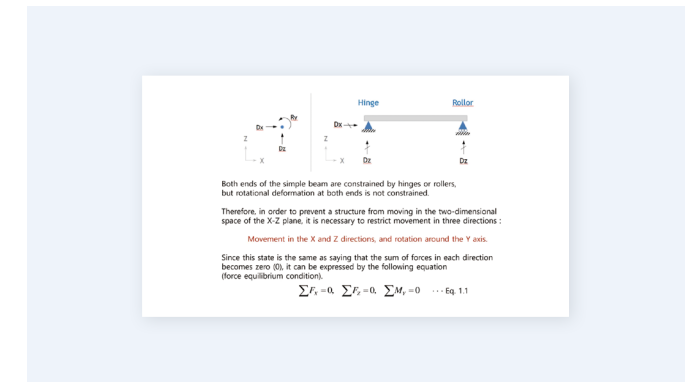 Hinge
Rollor
Ry
Dx
Dz
Z
X
Dx
Z
X
Dz
Dz
Both ends of the simple beam are constrained by hinges or rollers,
but rotational deformation at both ends is not constrained.
Therefore, in order to prevent a structure from moving in the two-dimensional
space of the X-Z plane, it is necessary to restrict movement in three directions :
Movement in the X and Z directions, and rotation around the Y axis.
Since this state is the same as saying that the sum of forces in each direction
becomes zero (0), it can be expressed by the following equation
(force equilibrium condition).
∑Fx =0, ∑Fz =0, ∑My =0 ··· Eq. 1.1